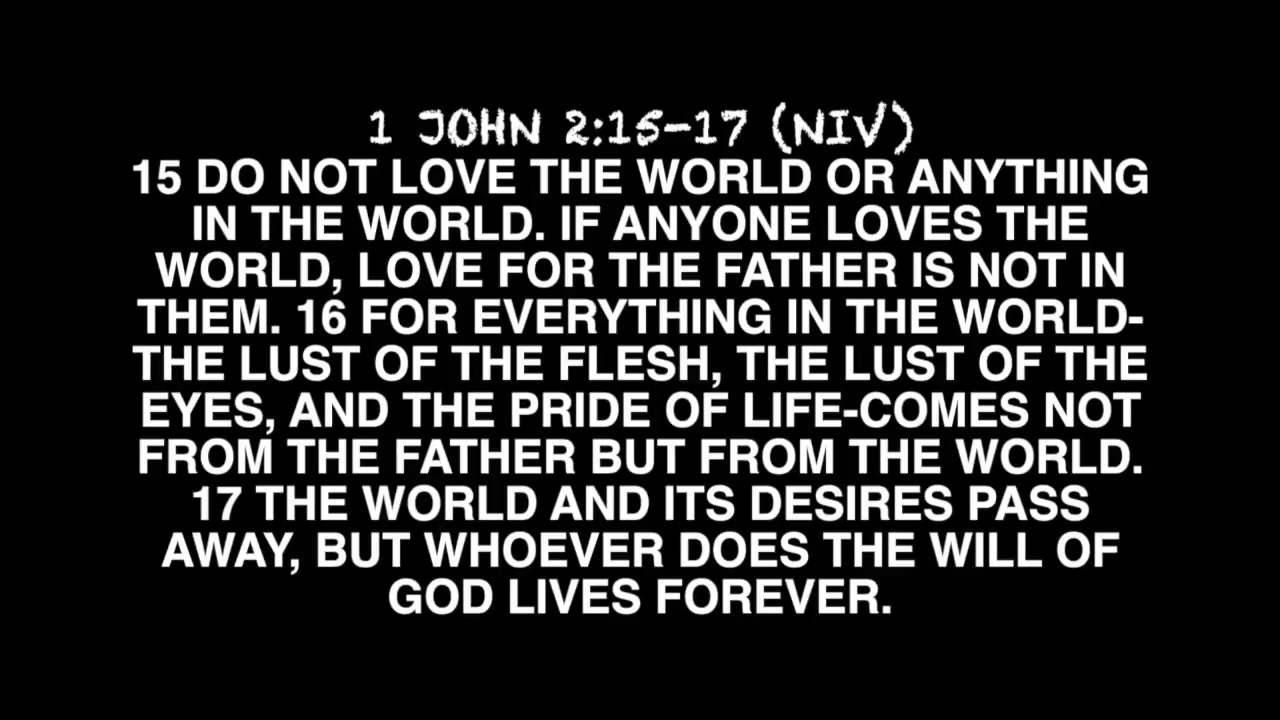 1 JOHN 2:15-17 (NIV)
15 DO NOT LOVE THE WORLD OR ANYTHING
IN THE WORLD. IF ANYONE LOVES THE
WORLD, LOVE FOR THE FATHER IS NOT IN
THEM. 16 FOR EVERYTHING IN THE WORLD-
THE LUST OF THE FLESH, THE LUST OF THE
EYES, AND THE PRIDE OF LIFE-COMES NOT
FROM THE FATHER BUT FROM THE WORLD.
17 THE WORLD AND ITS DESIRES PASS
AWAY, BUT WHOEVER DOES THE WILL OF
GOD LIVES FOREVER.